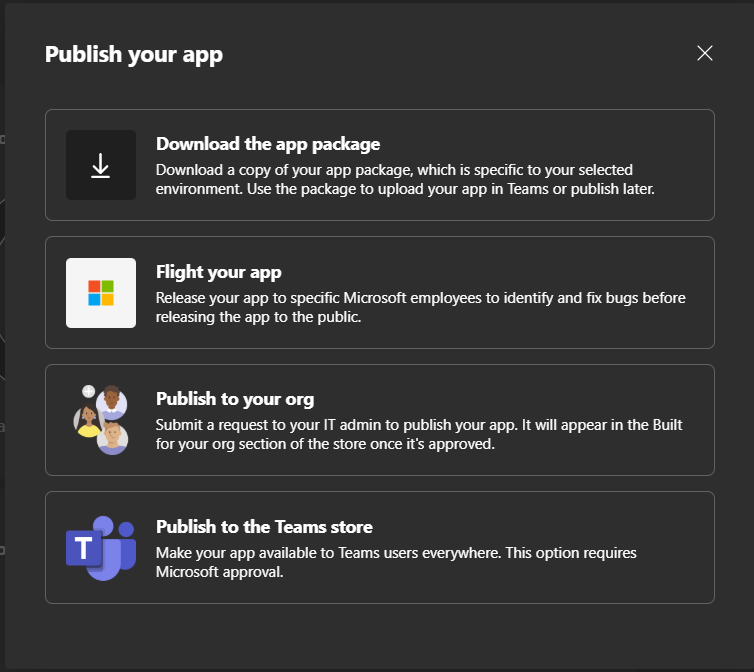 Publish your app
Download the app package
Download a copy of your app package, which is specific to your selected
environment. Use the package to upload your app in Teams or publish later.
Flight your app
Release your app to specific Microsoft employees to identify and fix bugs before
releasing the app to the public.
Publish to your org
Submit a request to your IT admin to publish your app. It will appear in the Built
for your org section of the store once it's approved.
T
Publish to the Teams store
Make your app available to Teams users everywhere. This option requires
Microsoft approval.